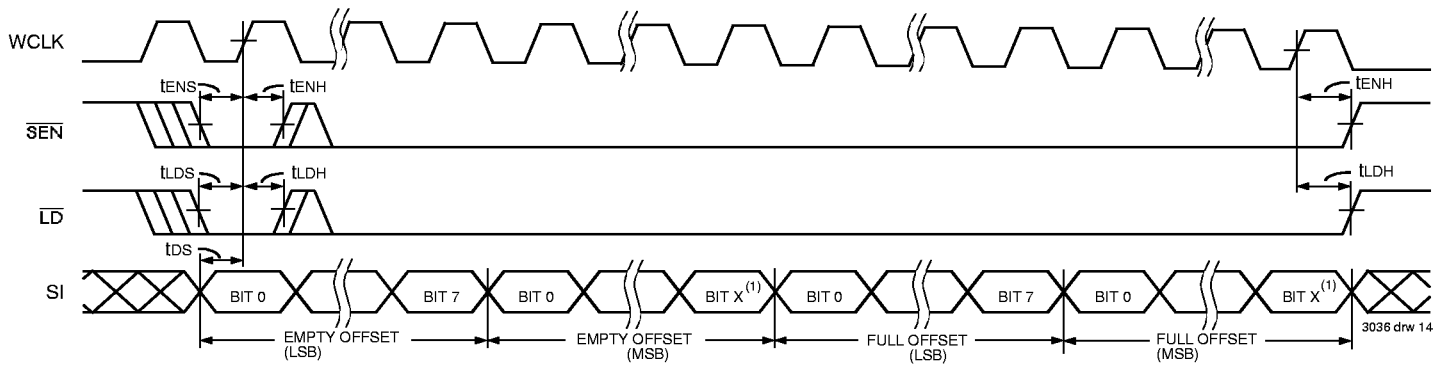 WCLK
tENS tENH tENH
SEN
tLDS tLDH tLDH
LD
tDS
SI BIT 0 BIT 7 BIT 0 BIT X(1) BIT 0 BIT 7 BIT 0 BIT X(1)
3036 drw 14
EMPTY OFFSET EMPTY OFFSET FULL OFFSET FULL OFFSET
(LSB) (MSB) (LSB) (MSB)